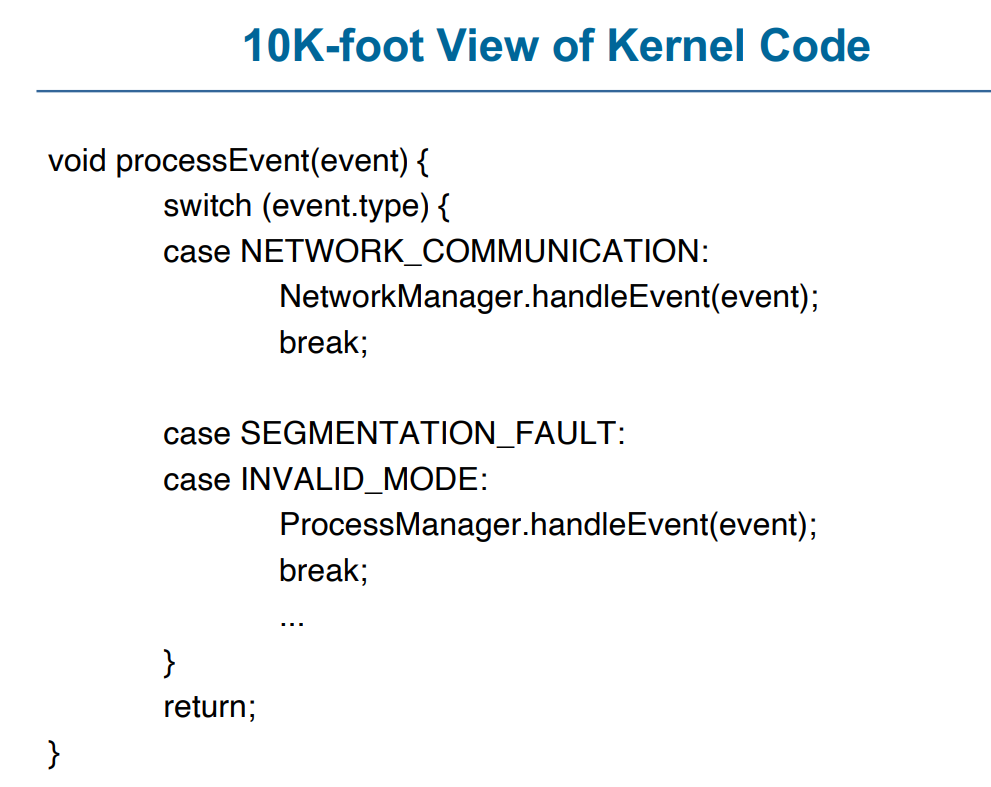 10K-foot View of Kernel Code
void processEvent(event) {
switch (event.type) {
case NETWORK_COMMUNICATION:
NetworkManager.handleEvent(event);
break;
case SEGMENTATION_FAULT:
case INVALID_MODE:
ProcessManager.handleEvent(event);
break;
...
}
return;
}